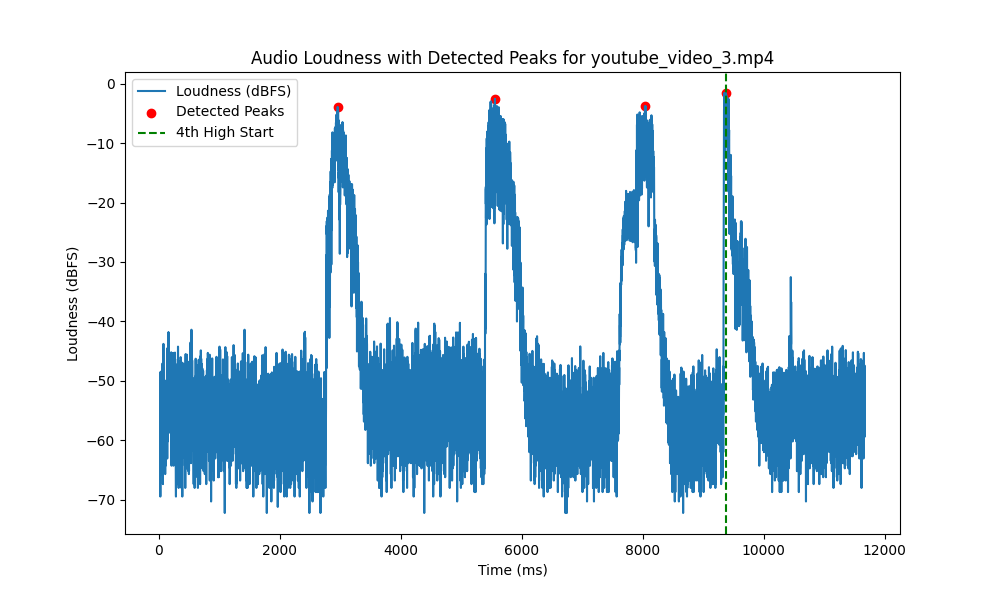 Audio Loudness with Detected Peaks for youtube_video_3.mp4
Loudness (dBFS)
Detected Peaks
4th High Start
0
−10
−20
−30
−40
−50
−60
−70
Loudness (dBFS)
0 2000 4000 6000 8000 10000 12000
Time (ms)